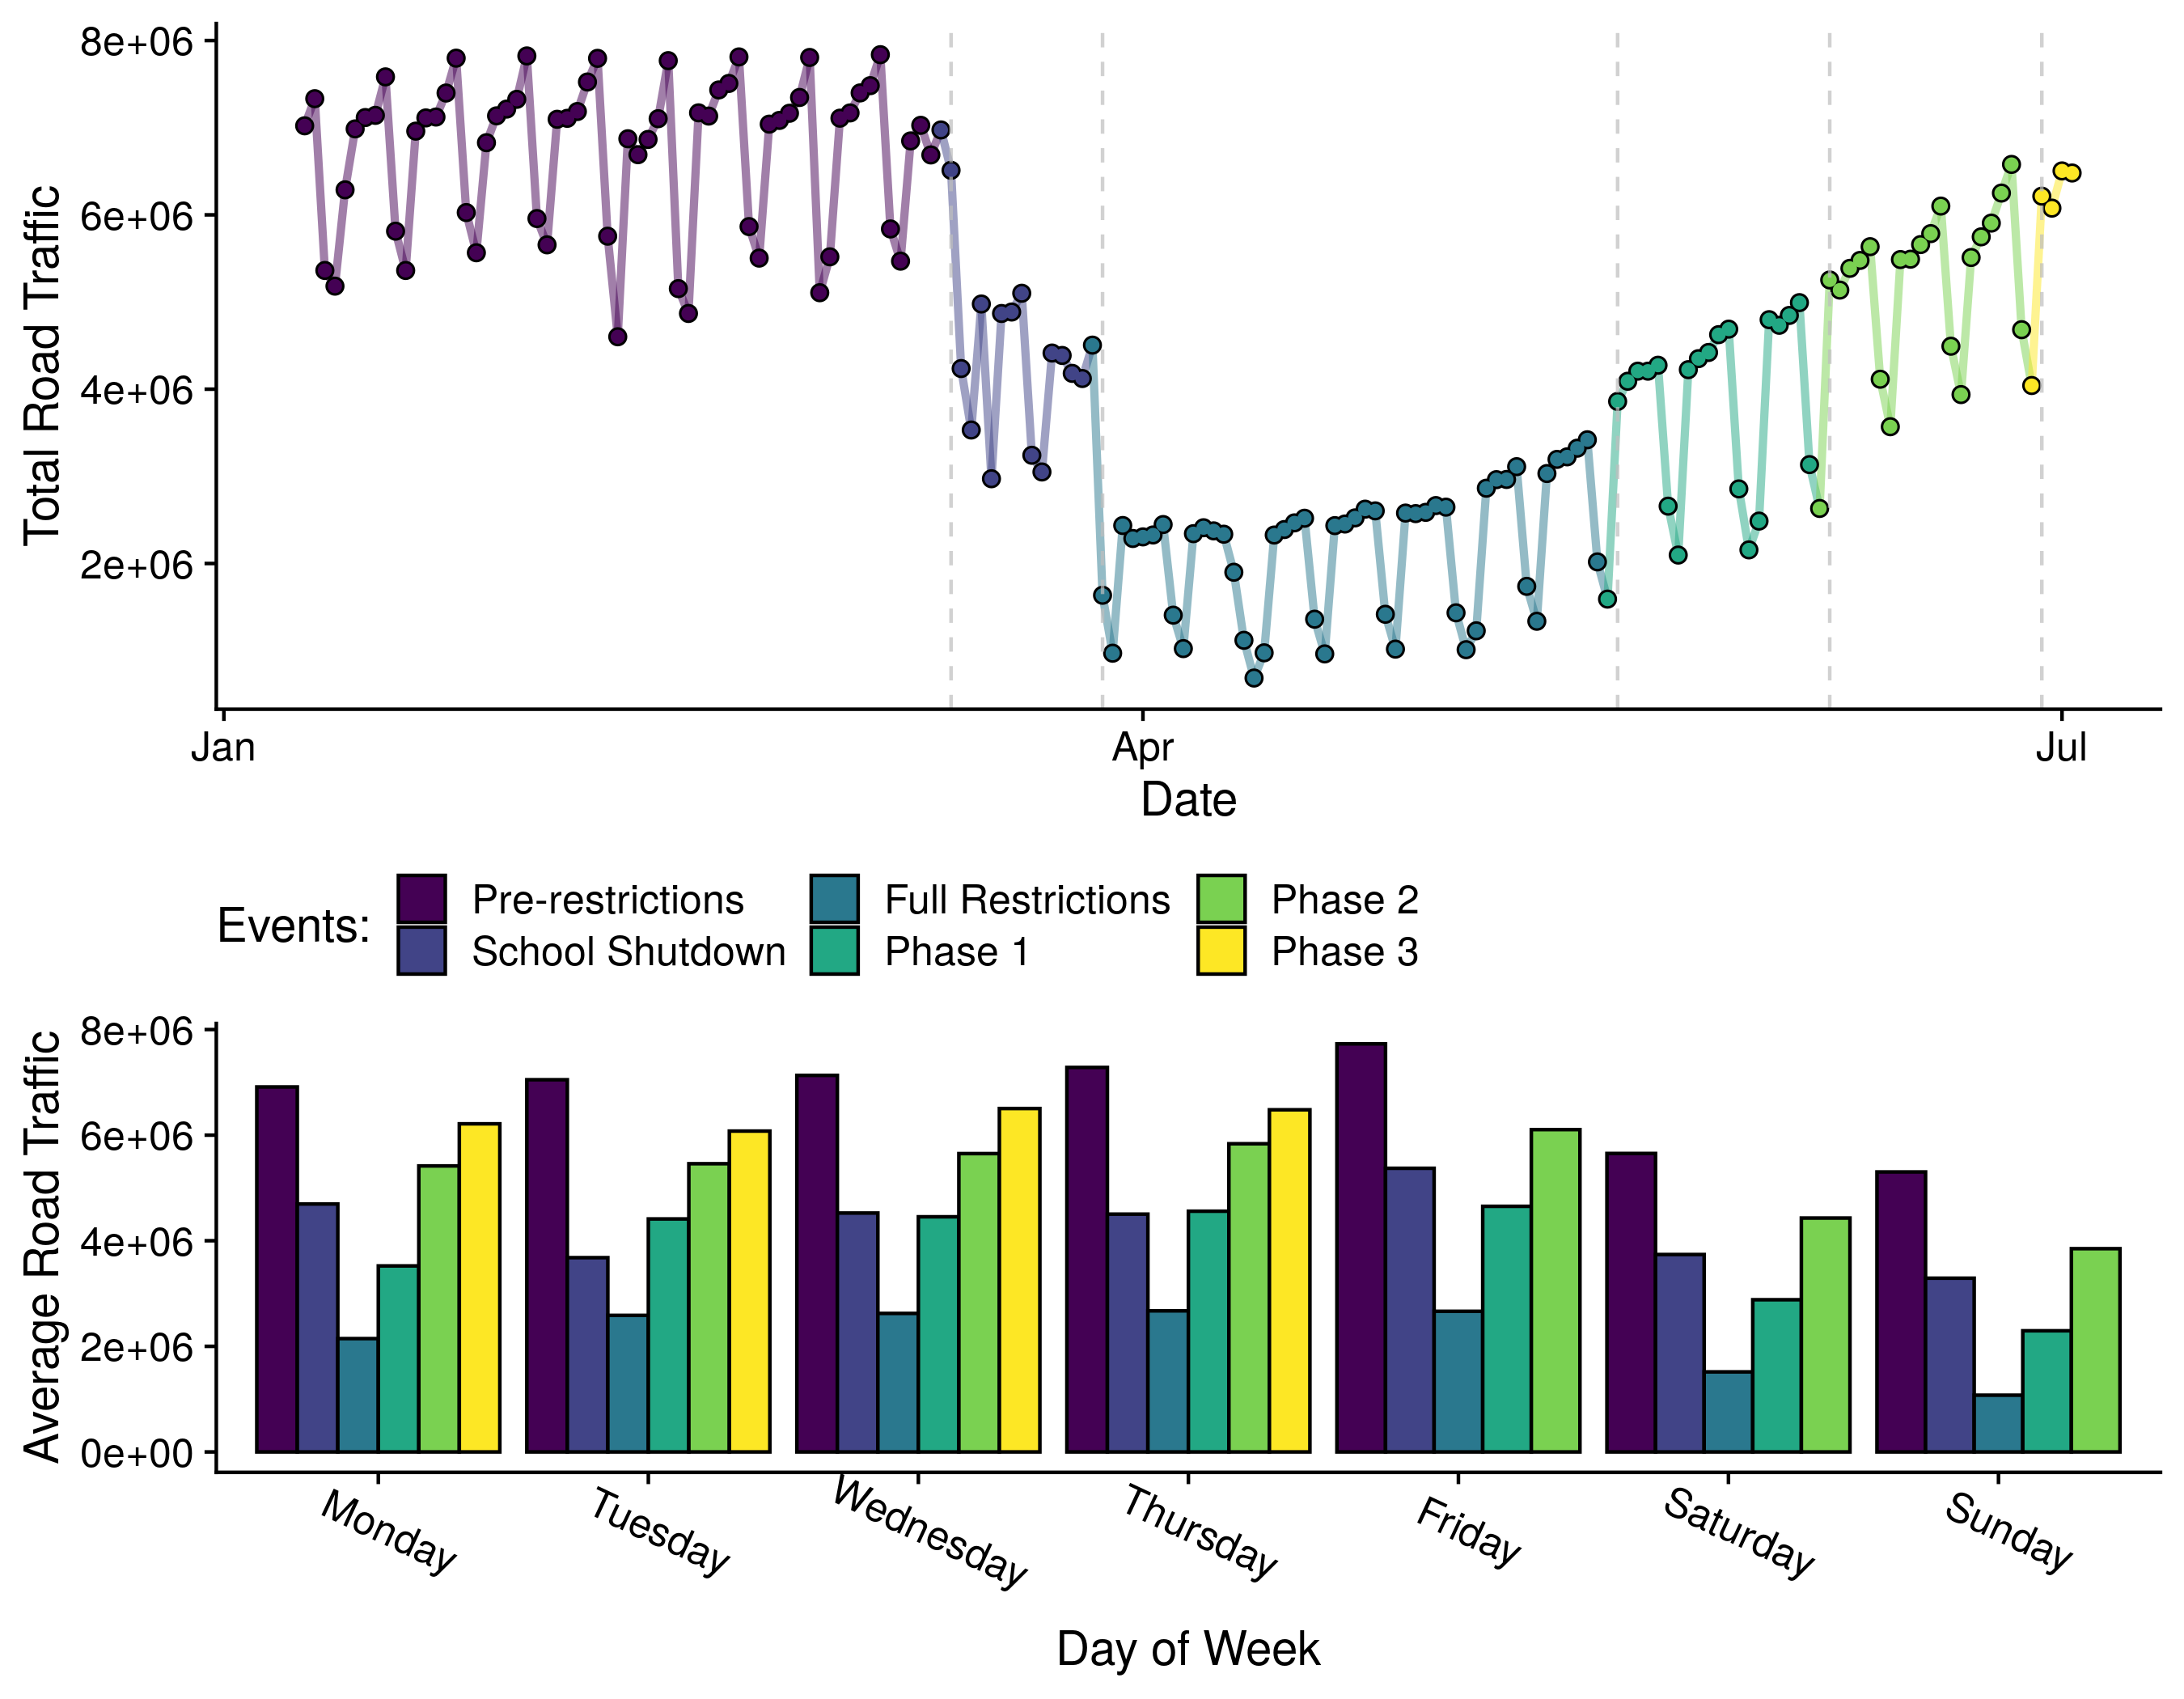 8e+06
6e+06
4e+06
2e+06
Total Road Traffic
Jan
Apr
Jul
Date
Events:
Pre-restrictions
School Shutdown
Full Restrictions
Phase 1
Phase 2
Phase 3
8e+06
6e+06
4e+06
2e+06
0e+00
Average Road Traffic
Monday
Tuesday
Wednesday
Thursday
Friday
Saturday
Sunday
Day of Week